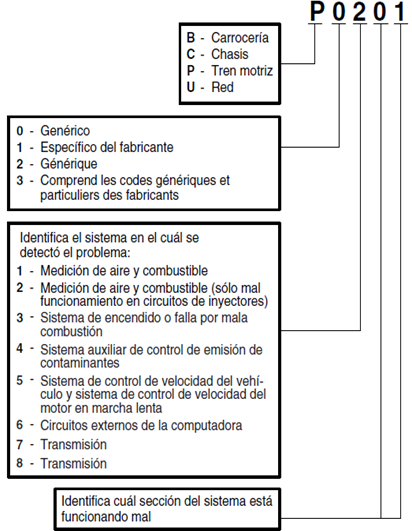 P0201
B - Carrocería
C - Chasis
P - Tren motriz
U - Red
0 - Genérico
1 - Específico del fabricante
2 - Générique
3 - Comprend les codes génériques et
particuliers des fabricants
Identifica el sistema en el cuál se
detectó el problema:
1 - Medición de aire y combustible
2 - Medición de aire y combustible (sólo mal
funcionamiento en circuitos de inyectores)
3 - Sistema de encendido o falla por mala
combustión
4 - Sistema auxiliar de control de emisión de
contaminantes
5 - Sistema de control de velocidad del vehí-
culo y sistema de control de velocidad del
motor en marcha lenta
6 - Circuitos externos de la computadora
7 - Transmisión
8 - Transmisión
Identifica cuál sección del sistema está
funcionando mal